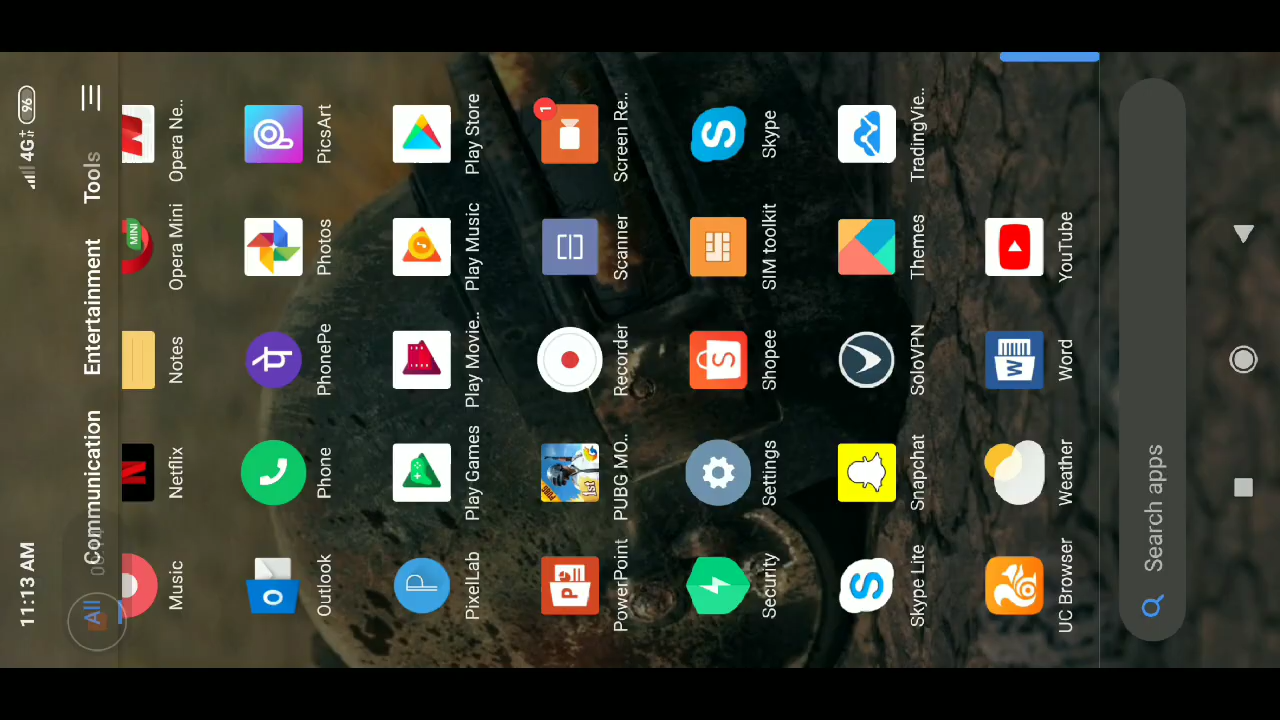 11:13 AM
4G
96
All
Communication
Entertainment
Tools
Music
Netflix
Notes
Opera Mini
MINI
Opera Ne..
Outlook
Phone
PhonePe
Photos
PicsArt
PixelLab
Play Games
Play Movie..
Play Music
Play Store
PowerPoint
PUBG MO..
Recorder
Scanner
Screen Re..
1
Security
Settings
Shopee
SIM toolkit
Skype
Skype Lite
Snapchat
SoloVPN
Themes
TradingVie..
UC Browser
Weather
Word
YouTube
Search apps